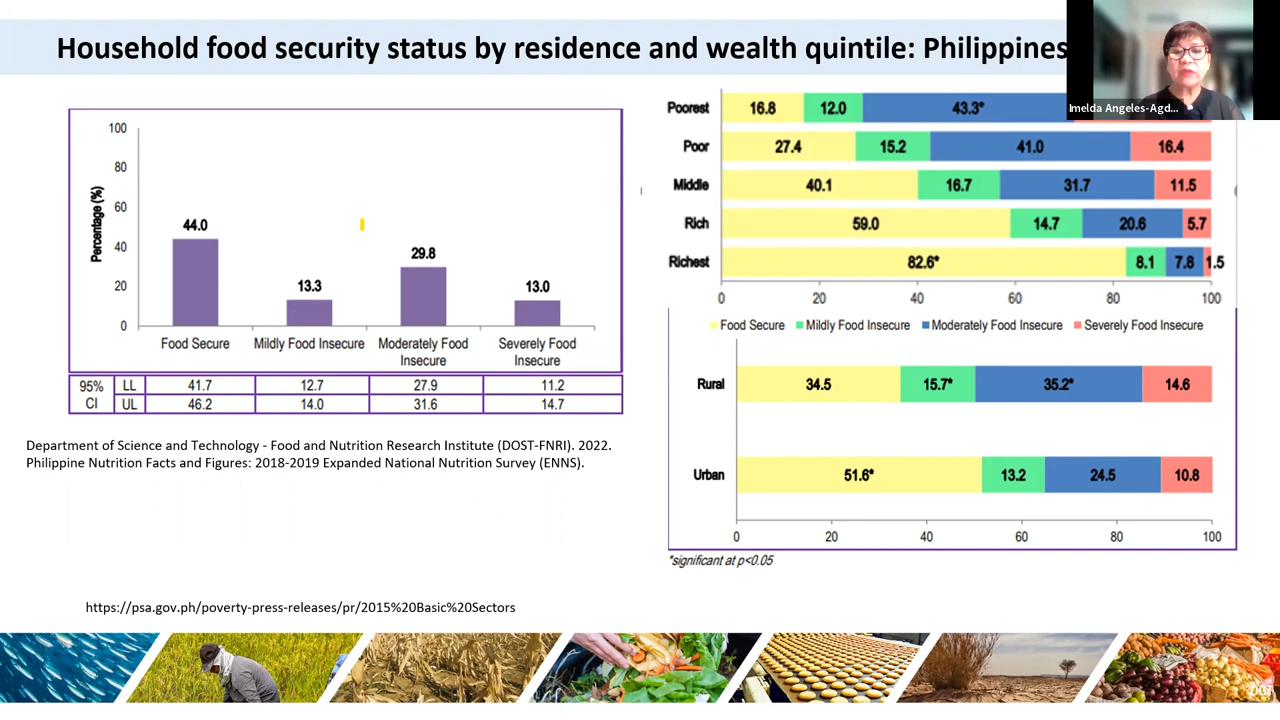 Household food security status by residence and wealth quintile: Philippines
Imelda Angeles-Agd...
100
80
60
40
20
0
Percentage (%)
44.0
13.3
29.8
13.0
Food Secure
Mildly Food Insecure
Moderately Food Insecure
Severely Food Insecure
95% CI
LL 41.7 12.7 27.9 11.2
UL 46.2 14.0 31.6 14.7
Department of Science and Technology - Food and Nutrition Research Institute (DOST-FNRI). 2022.
Philippine Nutrition Facts and Figures: 2018-2019 Expanded National Nutrition Survey (ENNS).
https://psa.gov.ph/poverty-press-releases/pr/2015%20Basic%20Sectors
Poorest 16.8 12.0 43.3*
Poor 27.4 15.2 41.0 16.4
Middle 40.1 16.7 31.7 11.5
Rich 59.0 14.7 20.6 5.7
Richest 82.6* 8.1 7.8 1.5
0 20 40 60 80 100
Food Secure Mildly Food Insecure Moderately Food Insecure Severely Food Insecure
Rural 34.5 15.7* 35.2* 14.6
Urban 51.6* 13.2 24.5 10.8
0 20 40 60 80 100
*significant at p<0.05